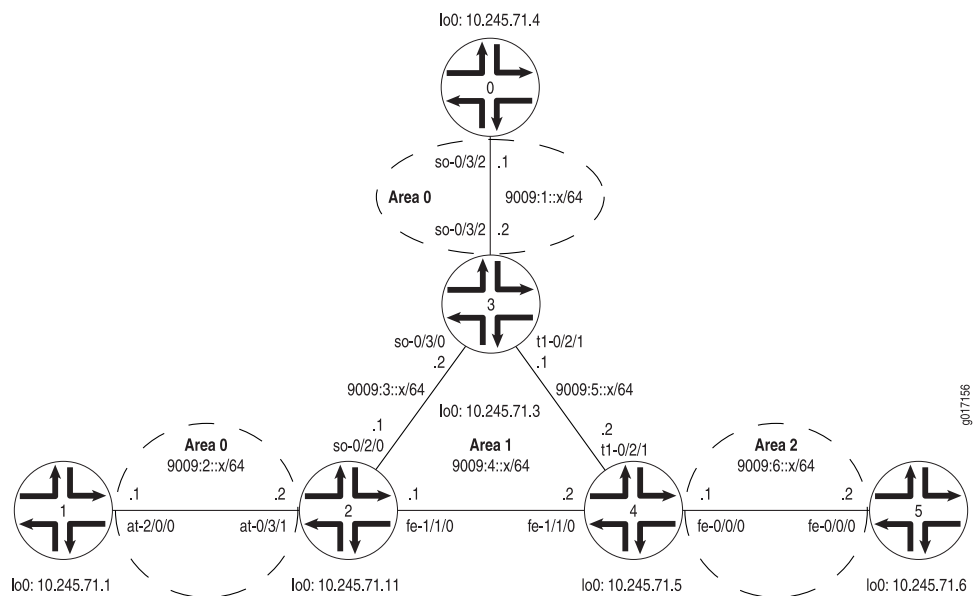 lo0: 10.245.71.4
0
so-0/3/2 .1
Area 0 9009:1::x/64
so-0/3/2 .2
3
so-0/3/0 t1-0/2/1
.2 .1
9009:3::x/64 9009:5::x/64
lo0: 10.245.71.3
.1 .2
so-0/2/0 t1-0/2/1
Area 0 Area 1 Area 2
9009:2::x/64 9009:4::x/64 9009:6::x/64
.1 .2 .1 .2 .1 .2
1 2 4 5
at-2/0/0 at-0/3/1 fe-1/1/0 fe-1/1/0 fe-0/0/0 fe-0/0/0
lo0: 10.245.71.1 lo0: 10.245.71.11 lo0: 10.245.71.5 lo0: 10.245.71.6
g017156